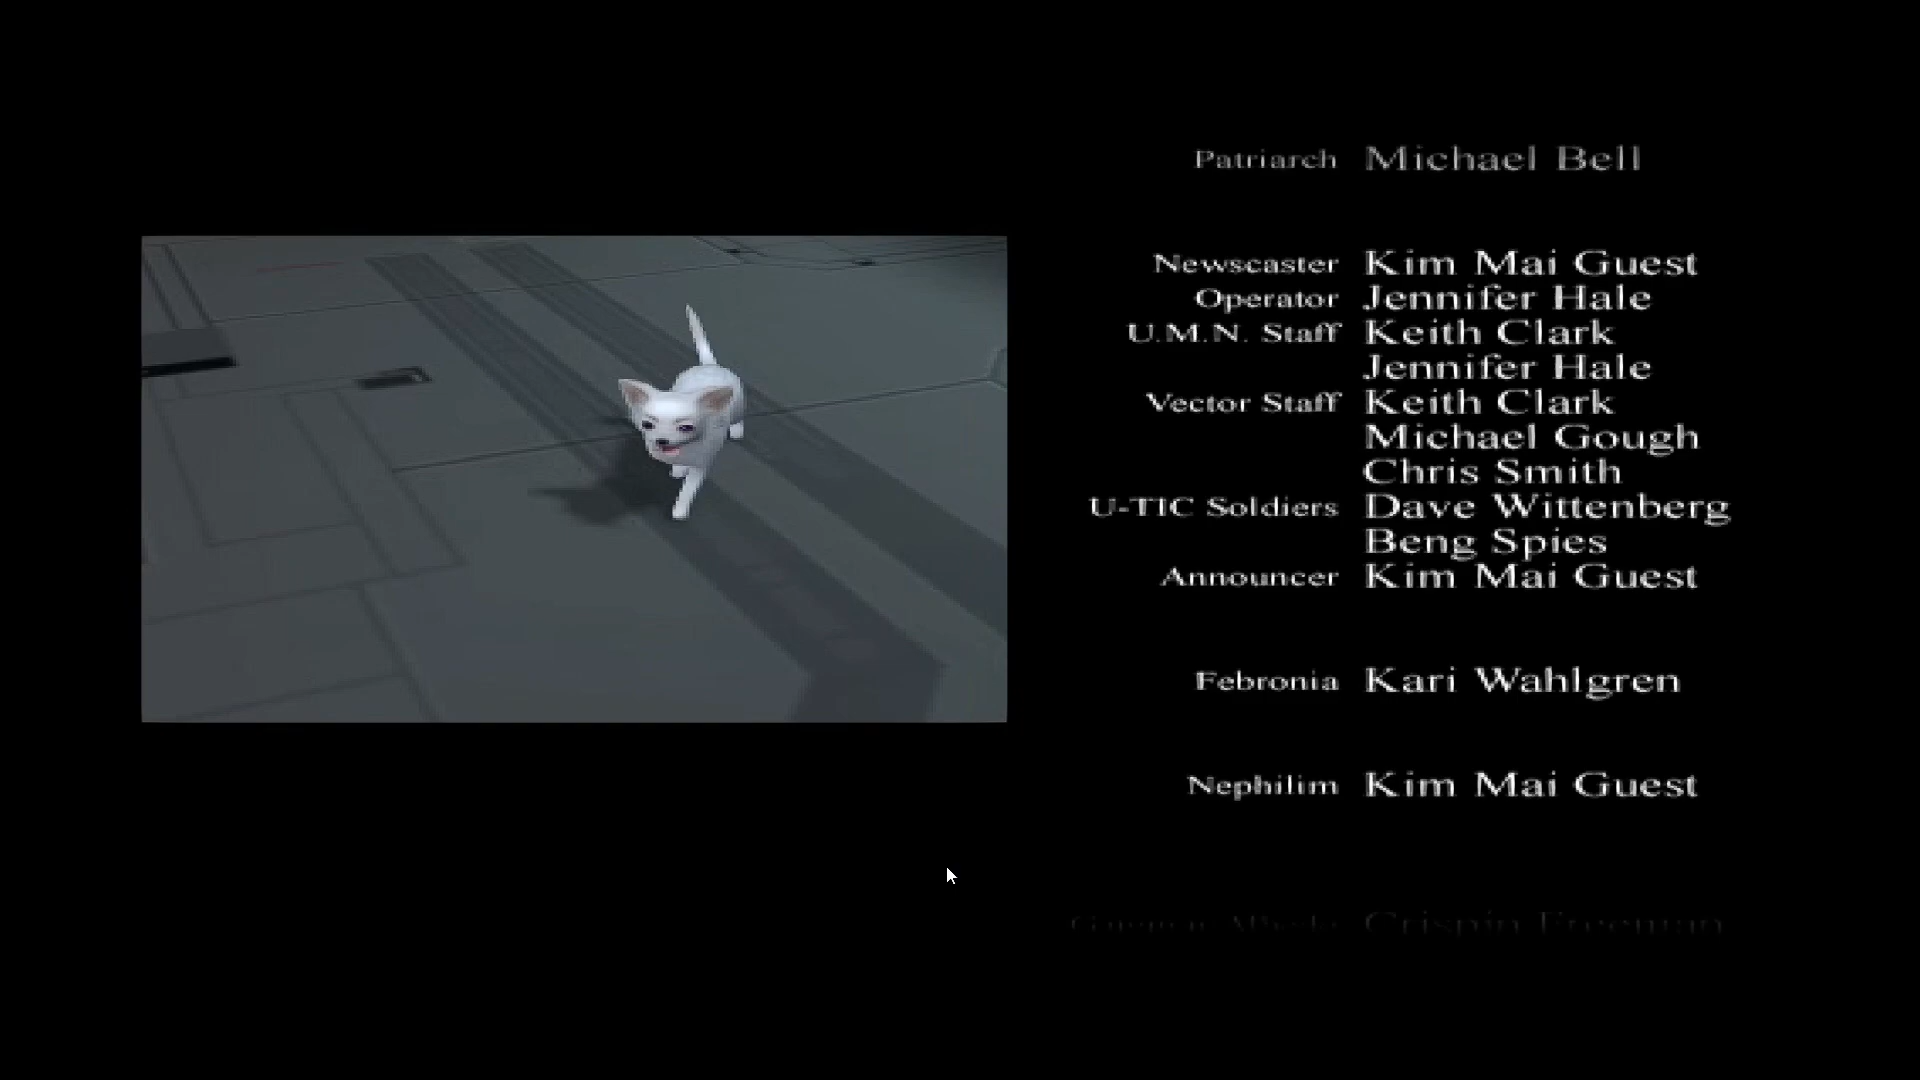 Patriarch Michael Bell
Newscaster Kim Mai Guest
Operator Jennifer Hale
U.M.N. Staff Keith Clark
Jennifer Hale
Vector Staff Keith Clark
Michael Gough
Chris Smith
U-TIC Soldiers Dave Wittenberg
Beng Spies
Announcer Kim Mai Guest
Febronia Kari Wahlgren
Nephilim Kim Mai Guest
Crispin Freeman